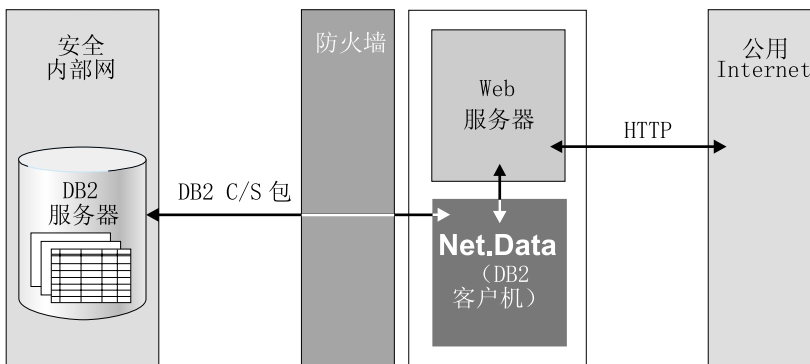 安全
内部网
防火墙
Web
服务器
公用
Internet
HTTP
DB2
服务器
DB2 C/S 包
Net.Data
（DB2
客户机）